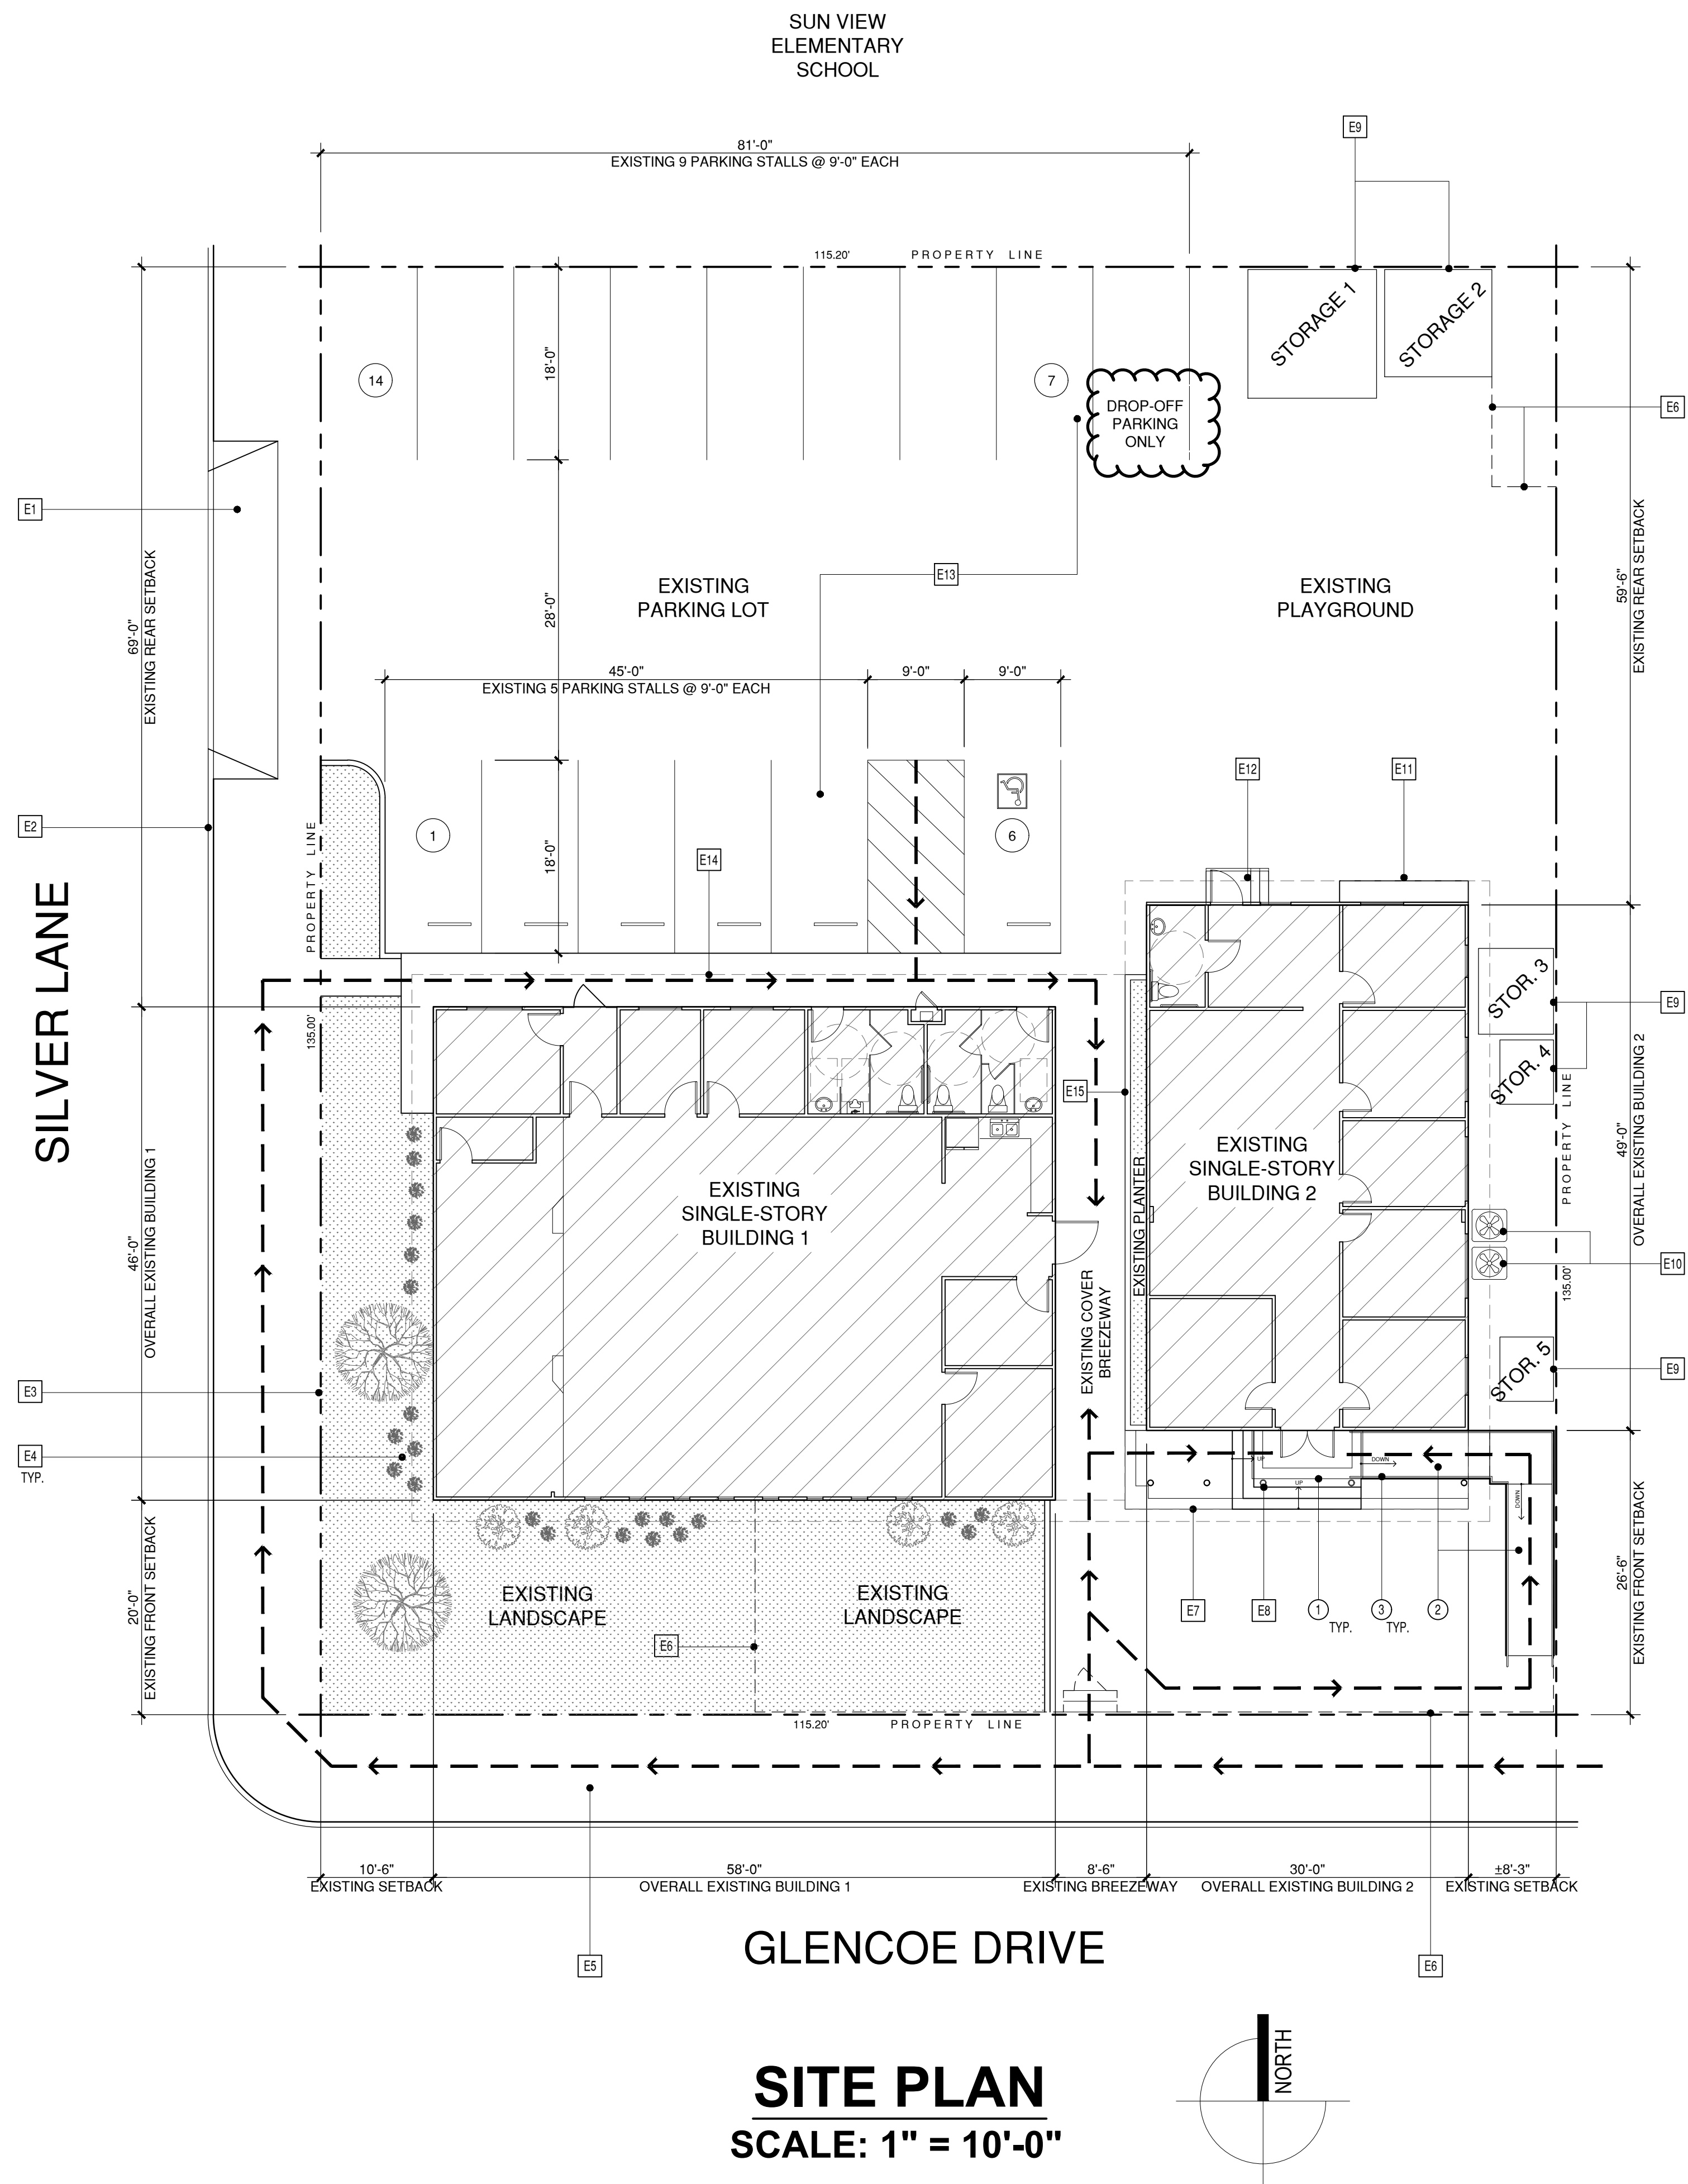 SUN VIEW
ELEMENTARY
SCHOOL
E9
81'-0"
EXISTING 9 PARKING STALLS @ 9'-0" EACH
115.20'
PROPERTY LINE
STORAGE 1
STORAGE 2
14
18'-0"
7
DROP-OFF
PARKING
ONLY
E6
E1
69'-0"
EXISTING REAR SETBACK
28'-0"
E13
EXISTING
PARKING LOT
EXISTING
PLAYGROUND
59'-6"
EXISTING REAR SETBACK
45'-0"
EXISTING 5 PARKING STALLS @ 9'-0" EACH
9'-0"
9'-0"
E12
E11
E2
PROPERTY LINE
1
18'-0"
E14
6
SILVER LANE
135.00'
STOR. 3
E9
STOR. 4
E15
PROPERTY LINE
49'-0"
OVERALL EXISTING BUILDING 2
46'-0"
OVERALL EXISTING BUILDING 1
EXISTING
SINGLE-STORY
BUILDING 1
EXISTING PLANTER
EXISTING
SINGLE-STORY
BUILDING 2
E10
135.00'
EXISTING COVER
BREEZEWAY
STOR. 5
E9
E3
E4
TYP.
UP
DOWN
UP
DOWN
20'-0"
EXISTING FRONT SETBACK
EXISTING
LANDSCAPE
EXISTING
LANDSCAPE
E6
E7
E8
1
TYP.
3
TYP.
2
26'-6"
EXISTING FRONT SETBACK
115.20'
PROPERTY LINE
10'-6"
EXISTING SETBACK
58'-0"
OVERALL EXISTING BUILDING 1
8'-6"
EXISTING BREEZEWAY
30'-0"
OVERALL EXISTING BUILDING 2
±8'-3"
EXISTING SETBACK
GLENCOE DRIVE
E5
E6
NORTH
SITE PLAN
SCALE: 1" = 10'-0"